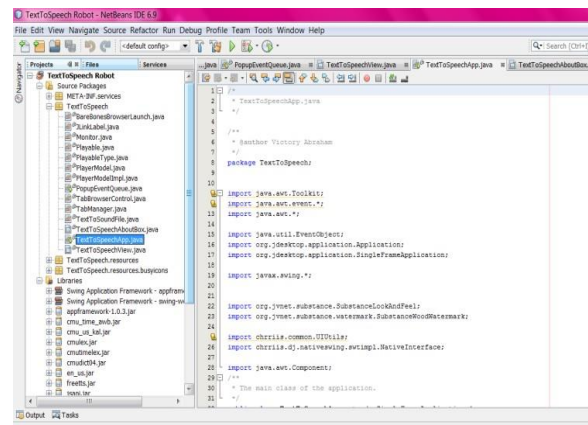 TextToSpeech Robot - NetBeans IDE 6.9
File Edit View Navigate Source Refactor Run Debug Profile Team Tools Window Help
<default config>
Search (Ctrl+I
Projects Files Services
...java PopupEventQueue.java TextToSpeechView.java TextToSpeechApp.java TextToSpeechAboutBox.
Navigator
TextToSpeech Robot
Source Packages
META-INF.services
TextToSpeech
BareBonesBrowserLaunch.java
JLinkLabel.java
Monitor.java
Playable.java
PlayableType.java
PlayerModel.java
PlayerModelImpl.java
PopupEventQueue.java
TabBrowserControl.java
TabManager.java
TextToSoundFile.java
TextToSpeechAboutBox.java
TextToSpeechApp.java
TextToSpeechView.java
TextToSpeech.resources
TextToSpeech.resources.busyicons
Libraries
Swing Application Framework - appframe
Swing Application Framework - swing-wo
appframework-1.0.3.jar
cmu_time_awb.jar
cmu_us_kal.jar
cmulex.jar
cmutimelex.jar
cmudict04.jar
en_us.jar
freetts.jar
jsapi.jar
1 /*
2 * TextToSpeechApp.java
3 */
4
5 /**
6 * @author Victory Abraham
7 */
8 package TextToSpeech;
9
10
import java.awt.Toolkit;
import java.awt.event.*;
13 import java.awt.*;
14
15 import java.util.EventObject;
16 import org.jdesktop.application.Application;
17 import org.jdesktop.application.SingleFrameApplication;
18
19 import javax.swing.*;
20
21
22 import org.jvnet.substance.SubstanceLookAndFeel;
23 import org.jvnet.substance.watermark.SubstanceWoodWatermark;
24
import chrriis.common.UIUtils;
26 import chrriis.dj.nativeswing.swtimpl.NativeInterface;
27
28 import java.awt.Component;
29 /**
30 * The main class of the application.
31 */
Output Tasks